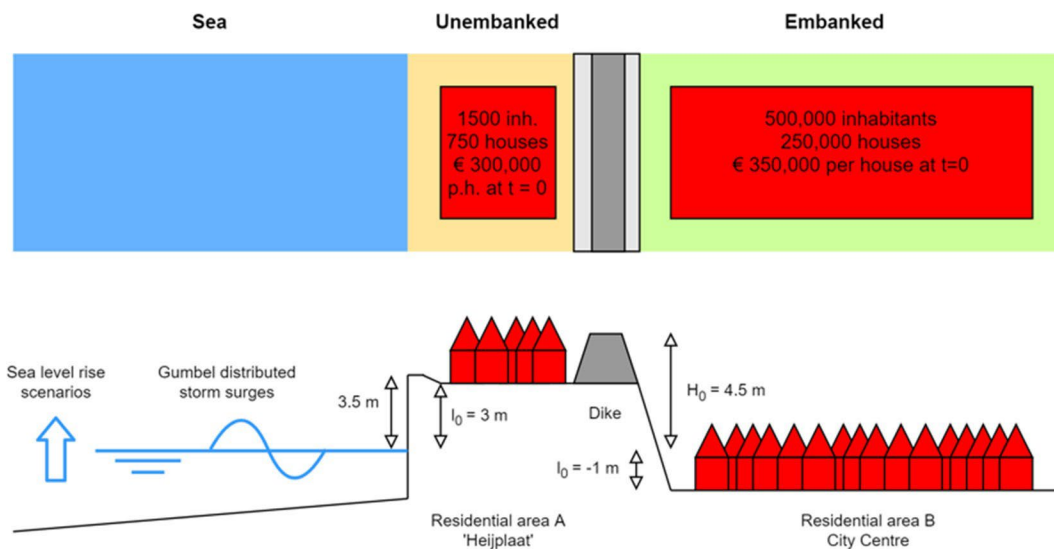 Sea
Unembanked
Embanked
1500 inh.
750 houses
€ 300,000
p.h. at t = 0
500,000 inhabitants
250,000 houses
€ 350,000 per house at t=0
Sea level rise
scenarios
Gumbel distributed
storm surges
3.5 m
l₀ = 3 m
Dike
H₀ = 4.5 m
l₀ = -1 m
Residential area A
'Heijplaat'
Residential area B
City Centre